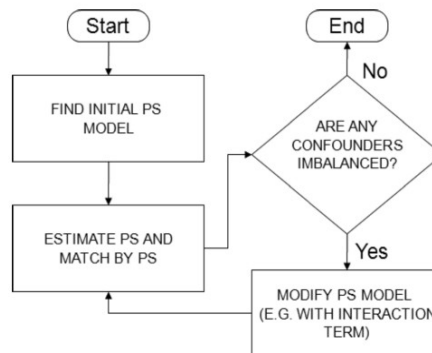 Start
End
FIND INITIAL PS
MODEL
No
ARE ANY
CONFOUNDERS
IMBALANCED?
ESTIMATE PS AND
MATCH BY PS
Yes
MODIFY PS MODEL
(E.G. WITH INTERACTION
TERM)